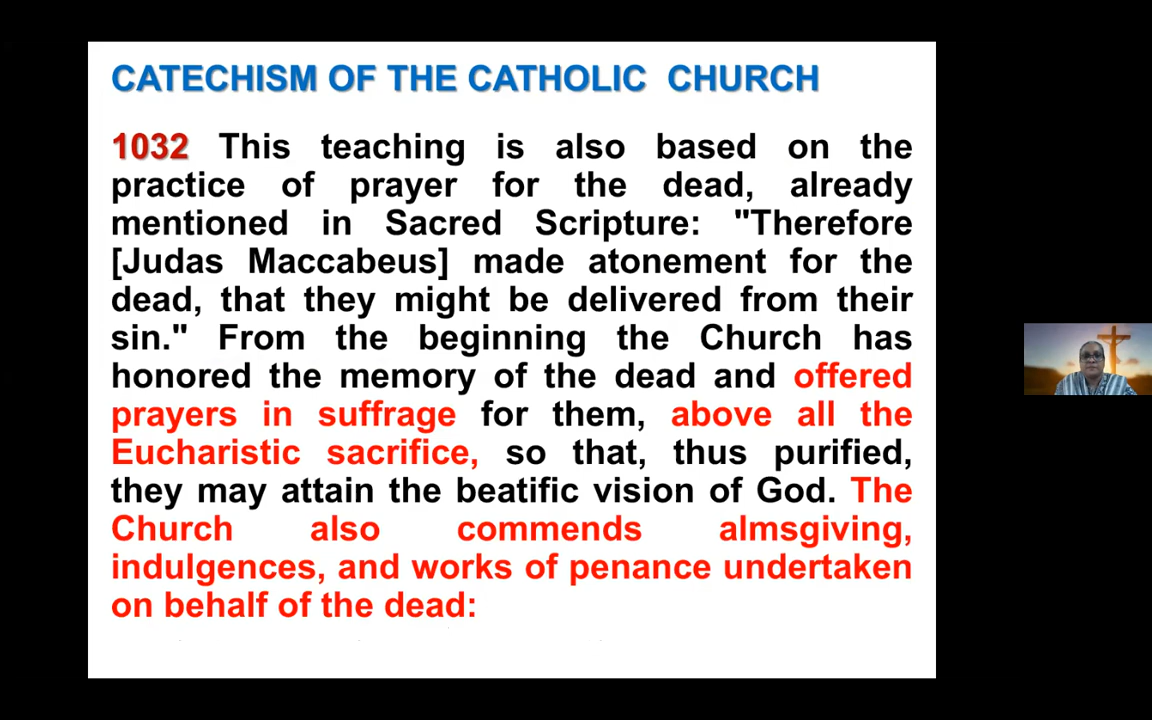 CATECHISM OF THE CATHOLIC CHURCH
1032 This teaching is also based on the
practice of prayer for the dead, already
mentioned in Sacred Scripture: "Therefore
[Judas Maccabeus] made atonement for the
dead, that they might be delivered from their
sin." From the beginning the Church has
honored the memory of the dead and offered
prayers in suffrage for them, above all the
Eucharistic sacrifice, so that, thus purified,
they may attain the beatific vision of God. The
Church also commends almsgiving,
indulgences, and works of penance undertaken
on behalf of the dead: